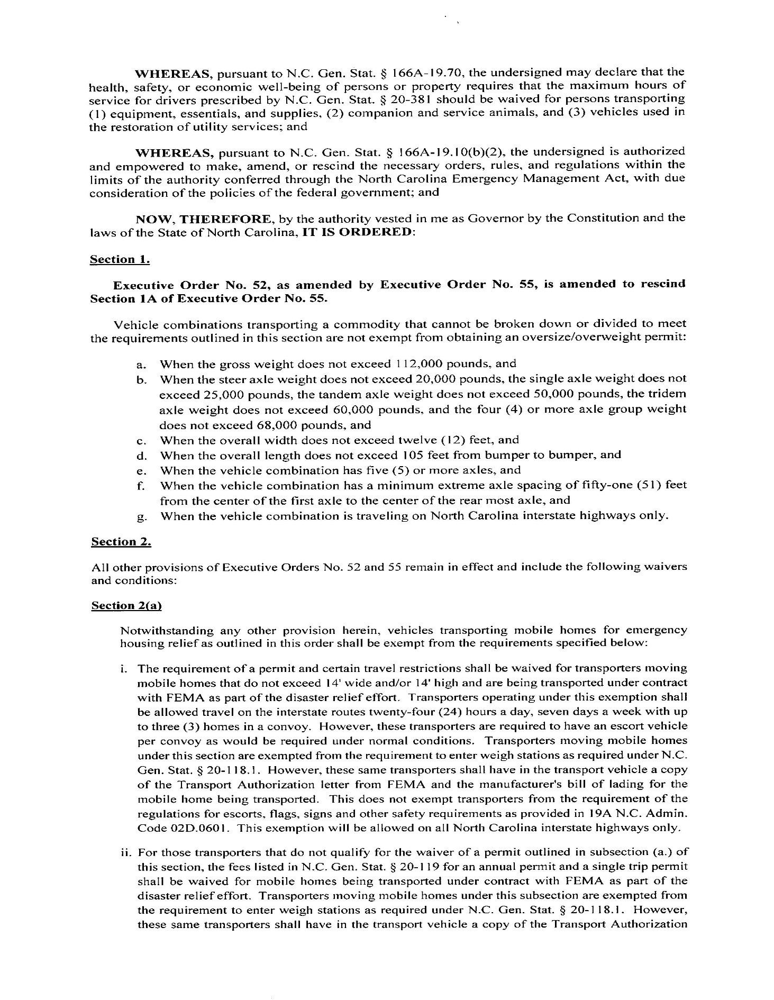 WHEREAS, pursuant to N.C. Gen. Stat. § 166A-19.70, the undersigned may declare that the
health, safety, or economic well-being of persons or property requires that the maximum hours of
service for drivers prescribed by N.C. Gen. Stat. § 20-381 should be waived for persons transporting
(1) equipment, essentials, and supplies, (2) companion and service animals, and (3) vehicles used in
the restoration of utility services; and
WHEREAS, pursuant to N.C. Gen. Stat. § 166A-19.10(b)(2), the undersigned is authorized
and empowered to make, amend, or rescind the necessary orders, rules, and regulations within the
limits of the authority conferred through the North Carolina Emergency Management Act, with due
consideration of the policies of the federal government; and
NOW, THEREFORE, by the authority vested in me as Governor by the Constitution and the
laws of the State of North Carolina, IT IS ORDERED:
Section 1.
Executive Order No. 52, as amended by Executive Order No. 55, is amended to rescind
Section 1A of Executive Order No. 55.
Vehicle combinations transporting a commodity that cannot be broken down or divided to meet
the requirements outlined in this section are not exempt from obtaining an oversize/overweight permit:
a. When the gross weight does not exceed 112,000 pounds, and
b. When the steer axle weight does not exceed 20,000 pounds, the single axle weight does not
exceed 25,000 pounds, the tandem axle weight does not exceed 50,000 pounds, the tridem
axle weight does not exceed 60,000 pounds, and the four (4) or more axle group weight
does not exceed 68,000 pounds, and
c. When the overall width does not exceed twelve (12) feet, and
d. When the overall length does not exceed 105 feet from bumper to bumper, and
e. When the vehicle combination has five (5) or more axles, and
f. When the vehicle combination has a minimum extreme axle spacing of fifty-one (51) feet
from the center of the first axle to the center of the rear most axle, and
g. When the vehicle combination is traveling on North Carolina interstate highways only.
Section 2.
All other provisions of Executive Orders No. 52 and 55 remain in effect and include the following waivers
and conditions:
Section 2(a)
Notwithstanding any other provision herein, vehicles transporting mobile homes for emergency
housing relief as outlined in this order shall be exempt from the requirements specified below:
i. The requirement of a permit and certain travel restrictions shall be waived for transporters moving
mobile homes that do not exceed 14' wide and/or 14' high and are being transported under contract
with FEMA as part of the disaster relief effort. Transporters operating under this exemption shall
be allowed travel on the interstate routes twenty-four (24) hours a day, seven days a week with up
to three (3) homes in a convoy. However, these transporters are required to have an escort vehicle
per convoy as would be required under normal conditions. Transporters moving mobile homes
under this section are exempted from the requirement to enter weigh stations as required under N.C.
Gen. Stat. § 20-118.1. However, these same transporters shall have in the transport vehicle a copy
of the Transport Authorization letter from FEMA and the manufacturer's bill of lading for the
mobile home being transported. This does not exempt transporters from the requirement of the
regulations for escorts, flags, signs and other safety requirements as provided in 19A N.C. Admin.
Code 02D.0601. This exemption will be allowed on all North Carolina interstate highways only.
ii. For those transporters that do not qualify for the waiver of a permit outlined in subsection (a.) of
this section, the fees listed in N.C. Gen. Stat. § 20-119 for an annual permit and a single trip permit
shall be waived for mobile homes being transported under contract with FEMA as part of the
disaster relief effort. Transporters moving mobile homes under this subsection are exempted from
the requirement to enter weigh stations as required under N.C. Gen. Stat. § 20-118.1. However,
these same transporters shall have in the transport vehicle a copy of the Transport Authorization